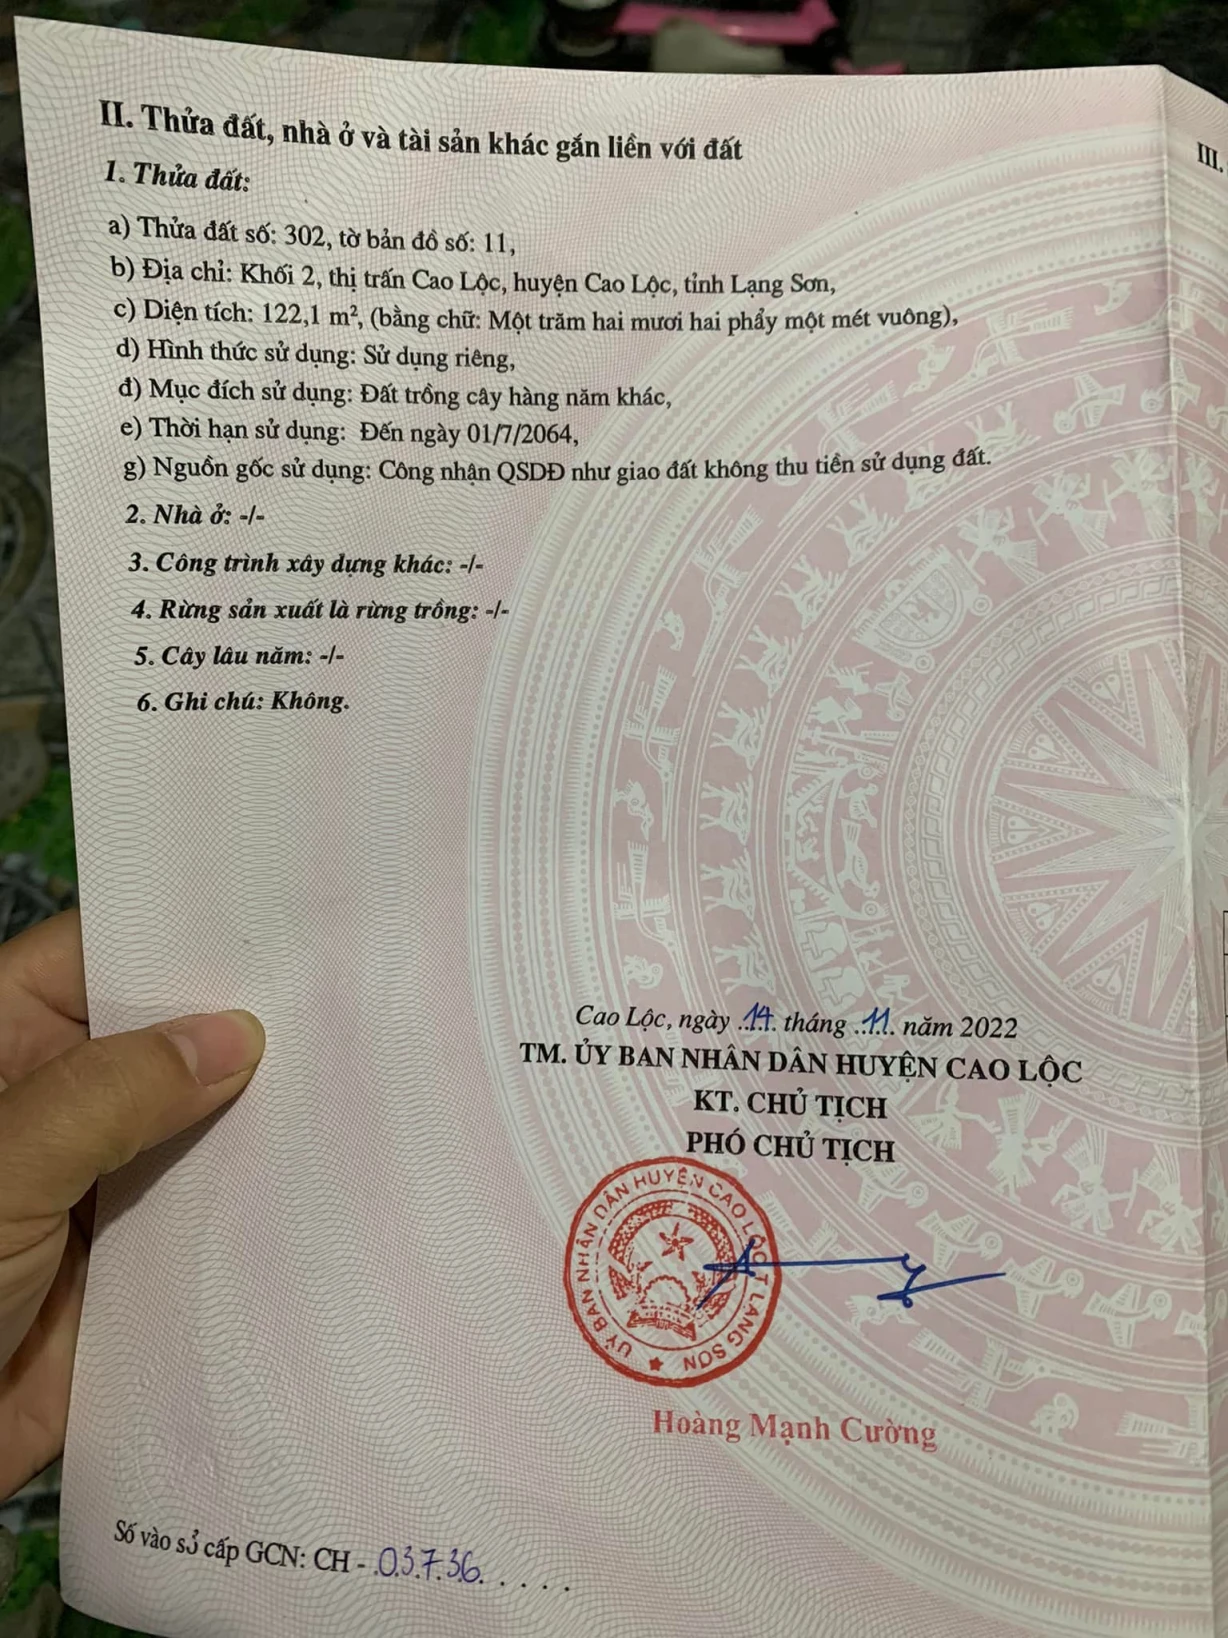 II. Thửa đất, nhà ở và tài sản khác gắn liền với đất
III.
1. Thửa đất:
a) Thửa đất số: 302, tờ bản đồ số: 11,
b) Địa chỉ: Khối 2, thị trấn Cao Lộc, huyện Cao Lộc, tỉnh Lạng Sơn,
c) Diện tích: 122,1 m², (bằng chữ: Một trăm hai mươi hai phẩy một mét vuông),
d) Hình thức sử dụng: Sử dụng riêng,
đ) Mục đích sử dụng: Đất trồng cây hàng năm khác,
e) Thời hạn sử dụng: Đến ngày 01/7/2064,
g) Nguồn gốc sử dụng: Công nhận QSDĐ như giao đất không thu tiền sử dụng đất.
2. Nhà ở: -/-
3. Công trình xây dựng khác: -/-
4. Rừng sản xuất là rừng trồng: -/-
5. Cây lâu năm: -/-
6. Ghi chú: Không.
Cao Lộc, ngày 14 tháng 11 năm 2022
TM. ỦY BAN NHÂN DÂN HUYỆN CAO LỘC
KT. CHỦ TỊCH
PHÓ CHỦ TỊCH
UỶ BAN NHÂN DÂN HUYỆN CAO LỘC T LẠNG SƠN
Hoàng Mạnh Cường
Số vào sổ cấp GCN: CH - 03736